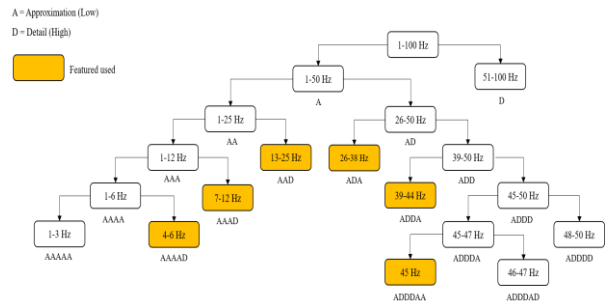 A = Approximation (Low)
D = Detail (High)
Featured used
1-100 Hz
1-50 Hz
51-100 Hz
A
D
1-25 Hz
26-50 Hz
AA
AD
1-12 Hz
13-25 Hz
26-38 Hz
39-50 Hz
AAA
AAD
ADA
ADD
1-6 Hz
7-12 Hz
39-44 Hz
45-50 Hz
AAAA
AAAD
ADDA
ADDD
1-3 Hz
4-6 Hz
45-47 Hz
48-50 Hz
AAAAA
AAAAD
ADDDA
ADDDD
45 Hz
46-47 Hz
ADDDAA
ADDDAD